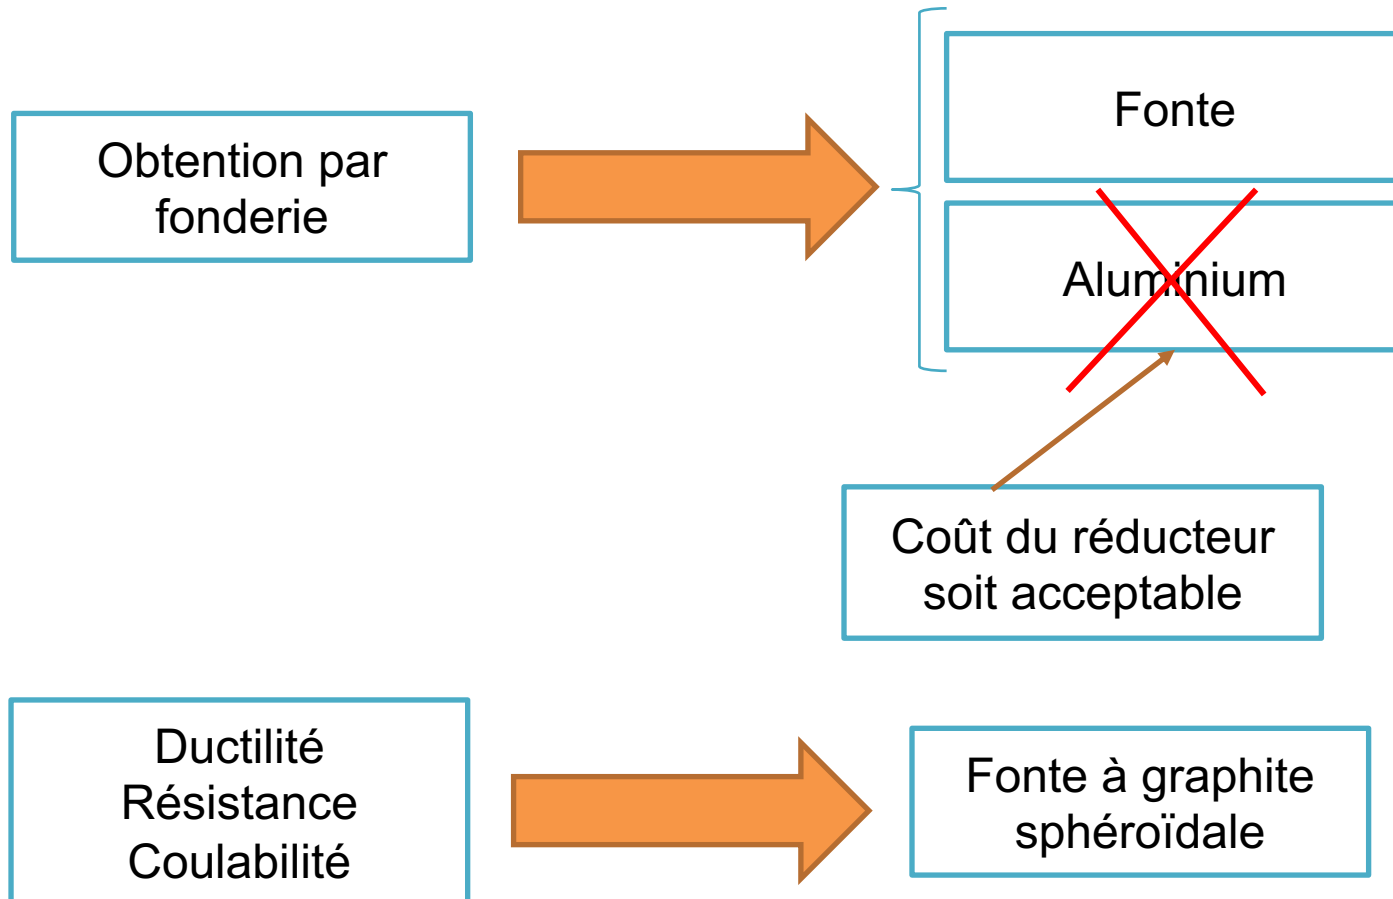 Obtention par
fonderie
Fonte
Aluminium
Coût du réducteur
soit acceptable
Ductilité
Résistance
Coulabilité
Fonte à graphite
sphéroïdale